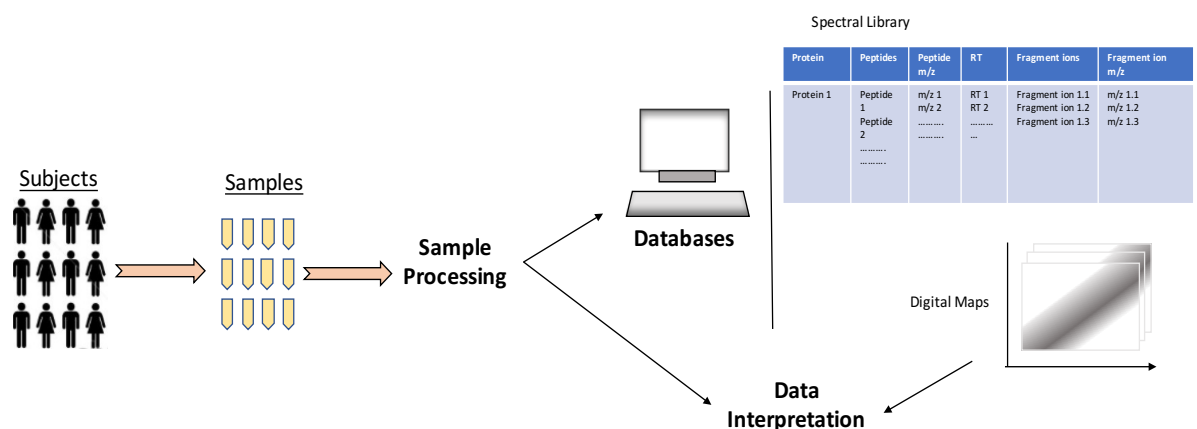 Spectral Library
Protein Peptides Peptide m/z RT Fragment ions Fragment ion m/z
Protein 1
Peptide
1
Peptide
2
……….
……….
m/z 1
m/z 2
……….
……….
RT 1
RT 2
………
…
Fragment ion 1.1
Fragment ion 1.2
Fragment ion 1.3
m/z 1.1
m/z 1.2
m/z 1.3
Subjects
Samples
Sample
Processing
Databases
Digital Maps
Data
Interpretation